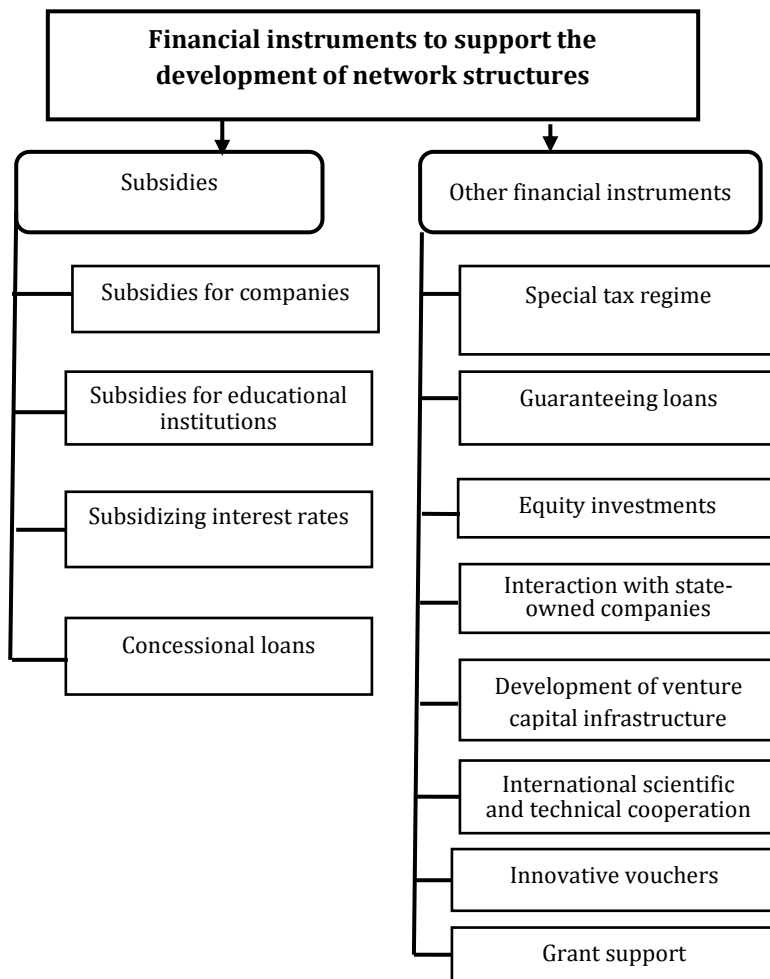 Financial instruments to support the
development of network structures
Subsidies
Subsidies for companies
Subsidies for educational
institutions
Subsidizing interest rates
Concessional loans
Other financial instruments
Special tax regime
Guaranteeing loans
Equity investments
Interaction with state-
owned companies
Development of venture
capital infrastructure
International scientific
and technical cooperation
Innovative vouchers
Grant support